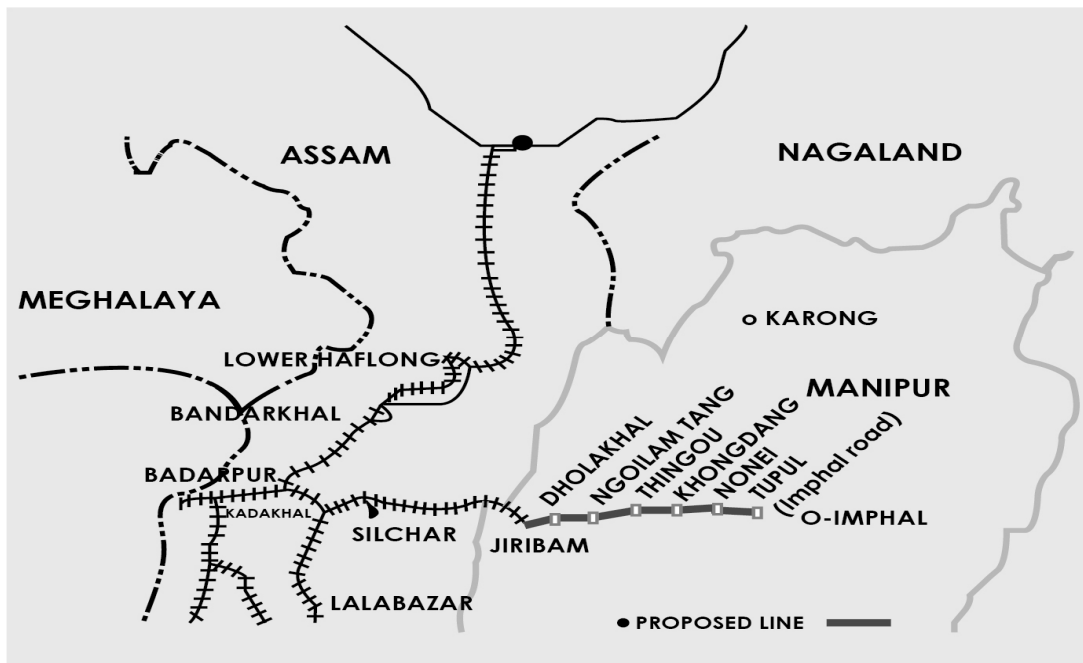 ASSAM
NAGALAND
MEGHALAYA
KARONG
LOWER HAFLONG
MANIPUR
BANDARKHAL
DHOLAKHAL
NGOILAM TANG
THINGOU
KHONGDANG
NONEI
TUPUL
(Imphal road)
BADARPUR
KADAKHAL
SILCHAR
JIRIBAM
O-IMPHAL
LALABAZAR
PROPOSED LINE